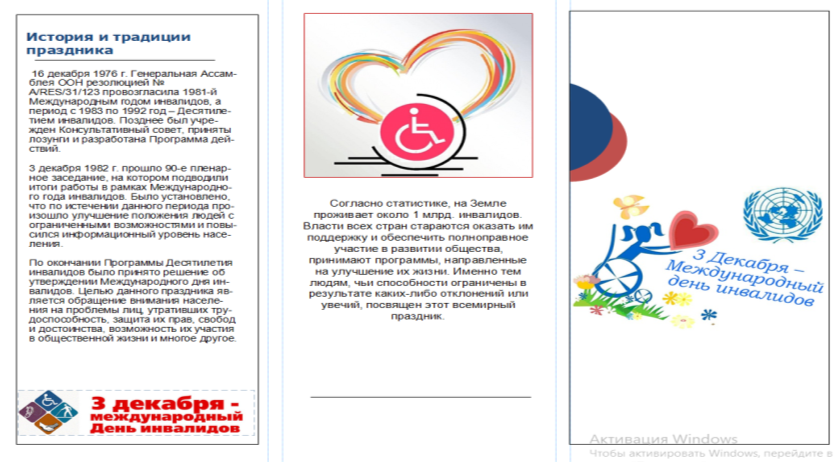 История и традиции
праздника
16 декабря 1976 г. Генеральная Ассам-
блея ООН резолюцией №
A/RES/31/123 провозгласила 1981-й
Международным годом инвалидов, а
период с 1983 по 1992 год – Десятиле-
тием инвалидов. Позднее был учре-
жден Консультативный совет, приняты
лозунги и разработана Программа дей-
ствий.
3 декабря 1982 г. прошло 90-е пленар-
ное заседание, на котором подводили
итоги работы в рамках Международно-
го года инвалидов. Было установлено,
что по истечении данного периода про-
изошло улучшение положения людей с
ограниченными возможностями и повы-
сился информационный уровень насе-
ления.
По окончании Программы Десятилетия
инвалидов было принято решение об
утверждении Международного дня ин-
валидов. Целью данного праздника яв-
ляется обращение внимания населе-
ния на проблемы лиц, утративших тру-
доспособность, защита их прав, свобод
и достоинства, возможность их участия
в общественной жизни и многое другое.
3 декабря -
международный
День инвалидов
Согласно статистике, на Земле
проживает около 1 млрд. инвалидов.
Власти всех стран стараются оказать им
поддержку и обеспечить полноправное
участие в развитии общества,
принимают программы, направленные
на улучшение их жизни. Именно тем
людям, чьи способности ограничены в
результате каких-либо отклонений или
увечий, посвящен этот всемирный
праздник.
3 Декабря –
Международный
день инвалидов
Активация Windows
Чтобы активировать Windows, перейдите в